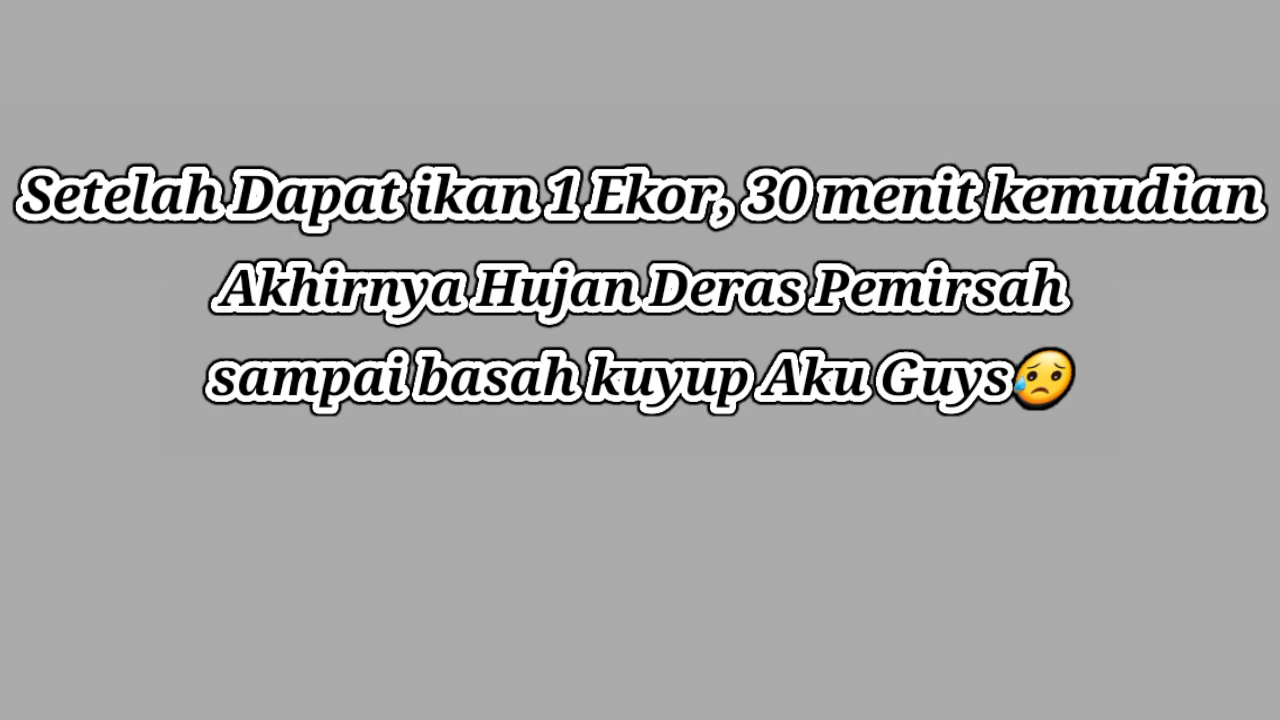 Setelah Dapat ikan 1 Ekor, 30 menit kemudian
Akhirnya Hujan Deras Pemirsah
sampai basah kuyup Aku Guys😥